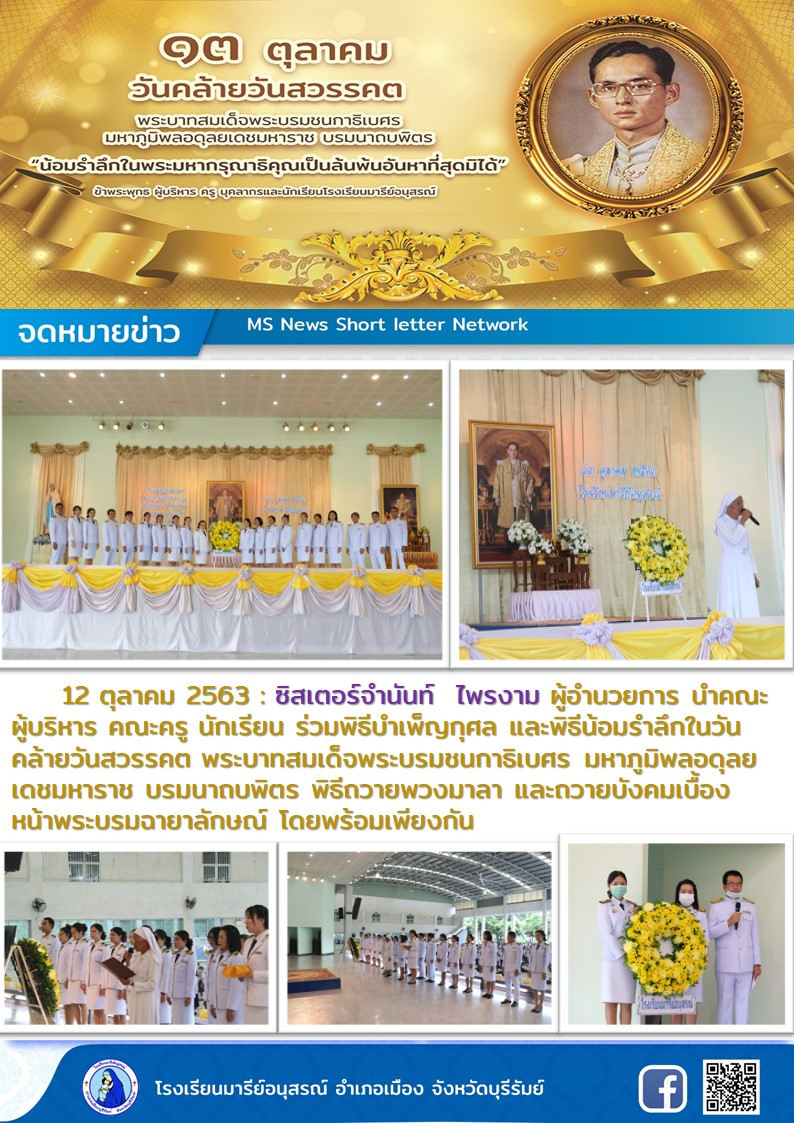 ๑๓ ตุลาคม
วันคล้ายวันสวรรคต
พระบาทสมเด็จพระบรมชนกาธิเบศร
มหาภูมิพลอดุลยเดชมหาราช บรมนาถบพิตร
“น้อมรำลึกในพระมหากรุณาธิคุณเป็นล้นพ้นอันหาที่สุดมิได้”
ข้าพระพุทธ ผู้บริหาร ครู บุคลากรและนักเรียนโรงเรียนมารีย์อนุสรณ์
จดหมายข่าว
MS News Short letter Network
12 ตุลาคม 2563 : ซิสเตอร์จำนันท์ ไพรงาม ผู้อำนวยการ นำคณะ
ผู้บริหาร คณะครู นักเรียน ร่วมพิธีบำเพ็ญกุศล และพิธีน้อมรำลึกในวัน
คล้ายวันสวรรคต พระบาทสมเด็จพระบรมชนกาธิเบศร มหาภูมิพลอดุลย
เดชมหาราช บรมนาถบพิตร พิธีถวายพวงมาลา และถวายบังคมเบื้อง
หน้าพระบรมฉายาลักษณ์ โดยพร้อมเพียงกัน
โรงเรียนมารีย์อนุสรณ์
โรงเรียนมารีย์อนุสรณ์ อำเภอเมือง จังหวัดบุรีรัมย์